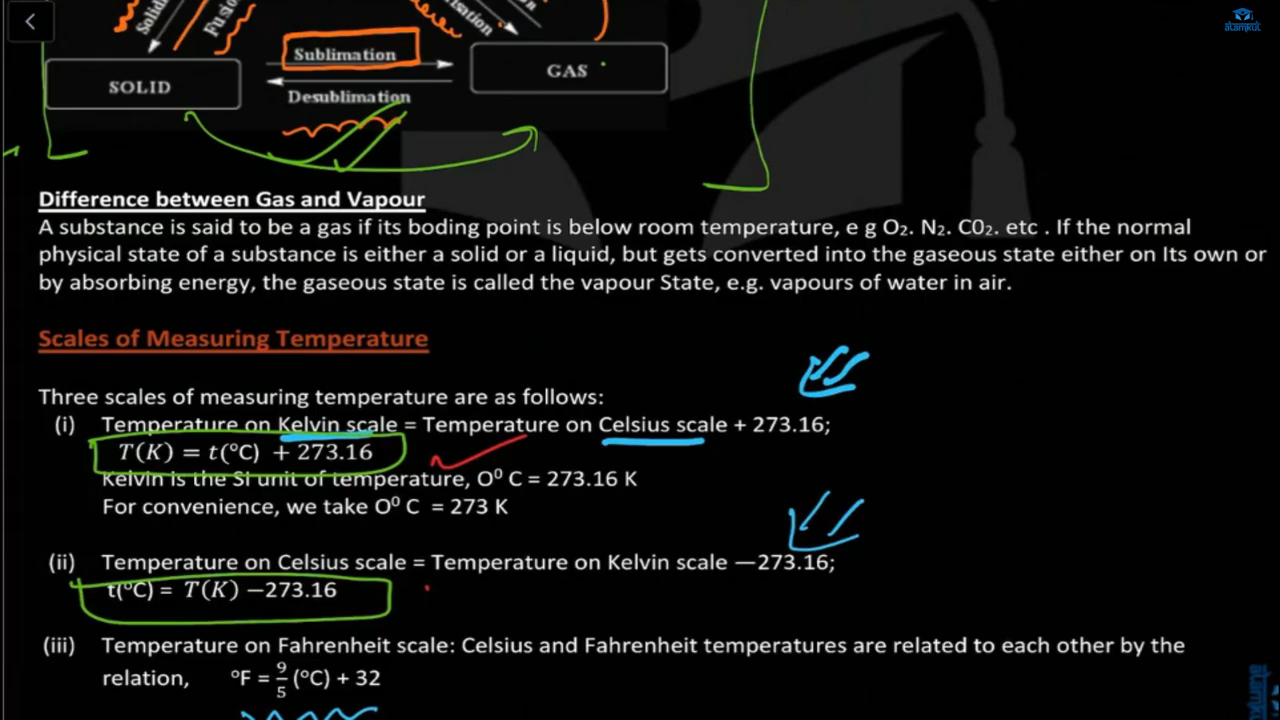 atamkul
Solid
Fusio
isation
Sublimation
SOLID
GAS
Desublimation
Difference between Gas and Vapour
A substance is said to be a gas if its boding point is below room temperature, e g O₂. N₂. C0₂. etc . If the normal
physical state of a substance is either a solid or a liquid, but gets converted into the gaseous state either on Its own or
by absorbing energy, the gaseous state is called the vapour State, e.g. vapours of water in air.
Scales of Measuring Temperature
Three scales of measuring temperature are as follows:
(i) Temperature on Kelvin scale = Temperature on Celsius scale + 273.16;
T(K) = t(°C) + 273.16
Kelvin is the SI unit of temperature, O⁰ C = 273.16 K
For convenience, we take O⁰ C = 273 K
(ii) Temperature on Celsius scale = Temperature on Kelvin scale —273.16;
t(°C) = T(K) −273.16
(iii) Temperature on Fahrenheit scale: Celsius and Fahrenheit temperatures are related to each other by the
relation, °F = 9/5 (°C) + 32